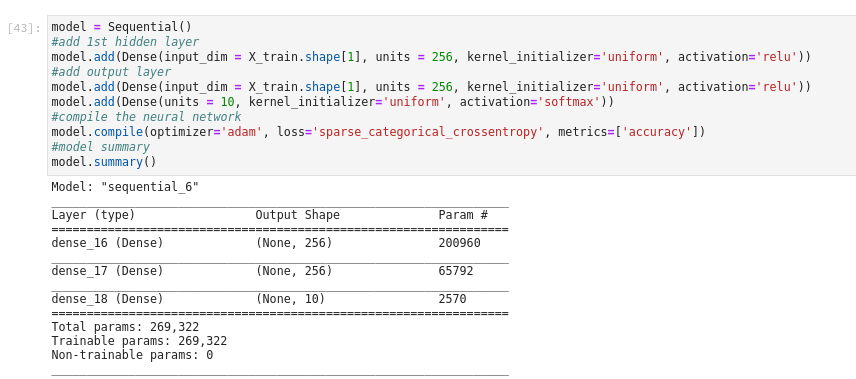 [43]:
model = Sequential()
#add 1st hidden layer
model.add(Dense(input_dim = X_train.shape[1], units = 256, kernel_initializer='uniform', activation='relu'))
#add output layer
model.add(Dense(input_dim = X_train.shape[1], units = 256, kernel_initializer='uniform', activation='relu'))
model.add(Dense(units = 10, kernel_initializer='uniform', activation='softmax'))
#compile the neural network
model.compile(optimizer='adam', loss='sparse_categorical_crossentropy', metrics=['accuracy'])
#model summary
model.summary()
Model: "sequential_6"
_________________________________________________________________
Layer (type)                 Output Shape              Param #
=================================================================
dense_16 (Dense)             (None, 256)               200960
_________________________________________________________________
dense_17 (Dense)             (None, 256)               65792
_________________________________________________________________
dense_18 (Dense)             (None, 10)                2570
=================================================================
Total params: 269,322
Trainable params: 269,322
Non-trainable params: 0
_________________________________________________________________